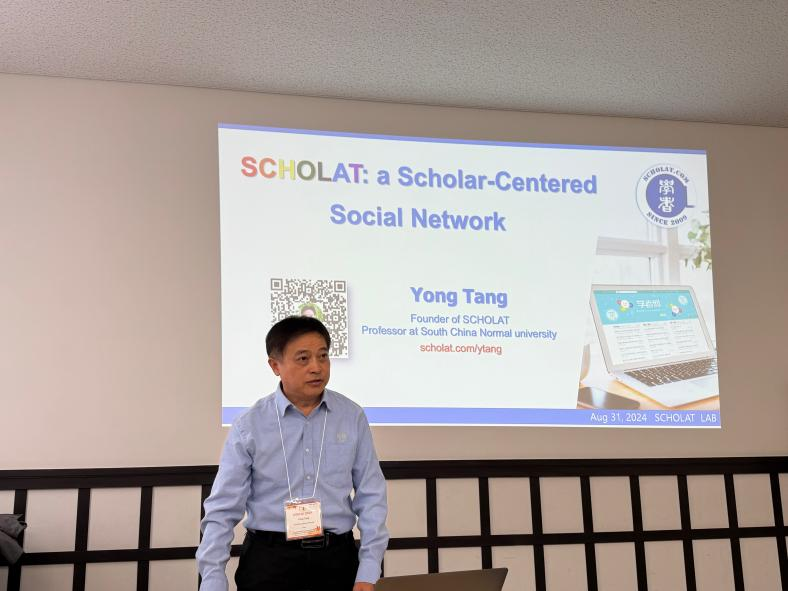 SCHOLAT: a Scholar-Centered
Social Network
SCHOLAT.COM
學者
SINCE 2009
Yong Tang
Founder of SCHOLAT
Professor at South China Normal university
scholat.com/ytang
学者网
Aug 31, 2024 SCHOLAT LAB